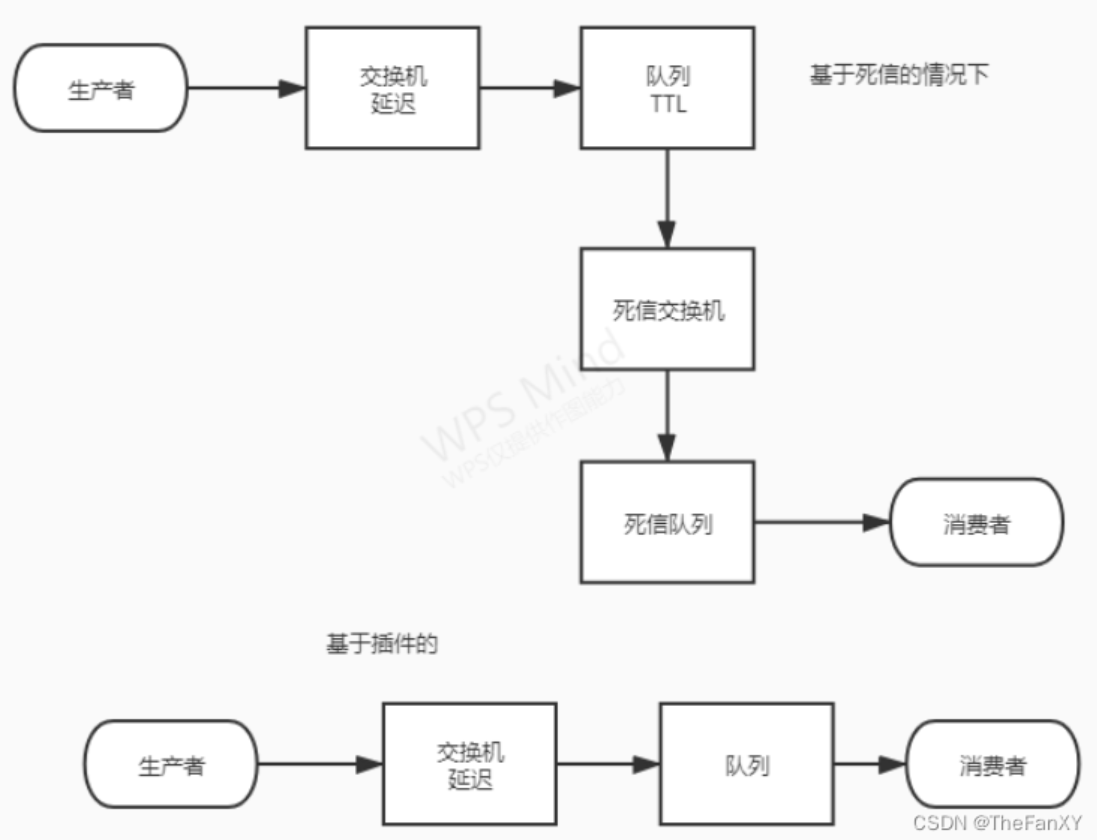 生产者
交换机
延迟
队列
TTL
基于死信的情况下
死信交换机
WPS Mind
WPS仅提供作图能力
死信队列
消费者
基于插件的
生产者
交换机
延迟
队列
消费者
CSDN @TheFanXY